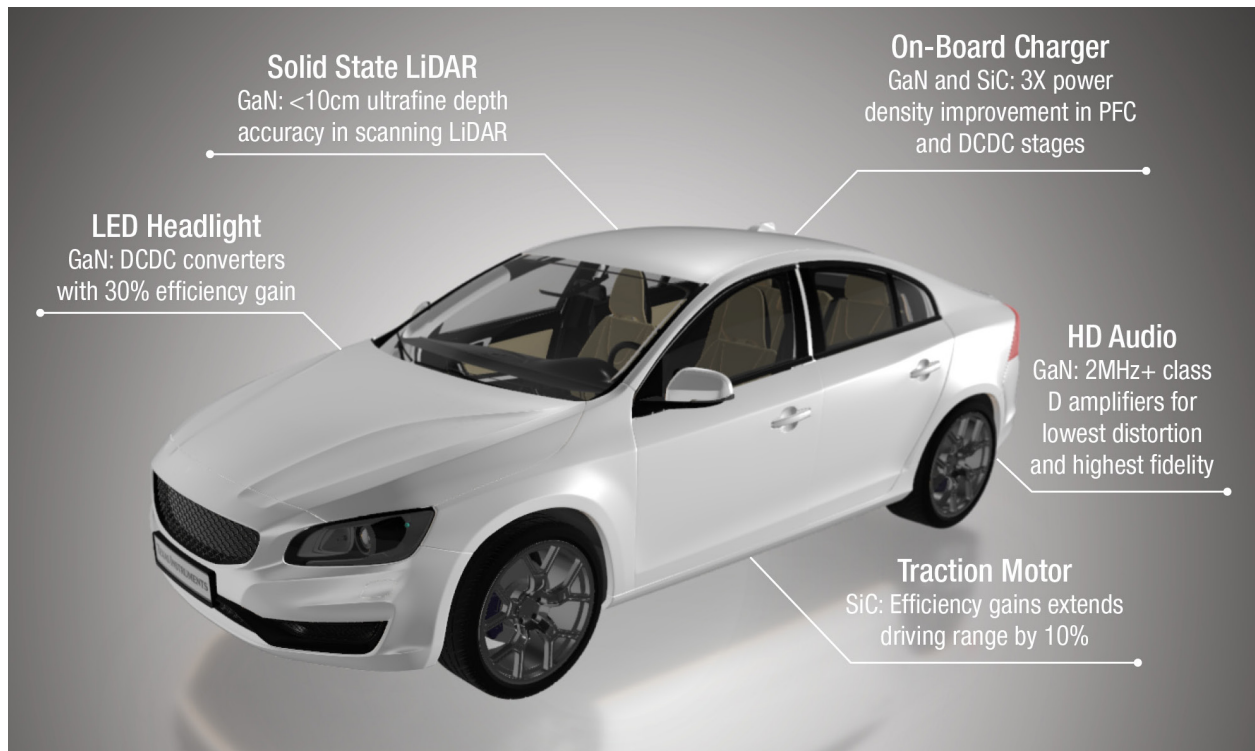 Solid State LiDAR
GaN: <10cm ultrafine depth
accuracy in scanning LiDAR
On-Board Charger
GaN and SiC: 3X power
density improvement in PFC
and DCDC stages
LED Headlight
GaN: DCDC converters
with 30% efficiency gain
HD Audio
GaN: 2MHz+ class
D amplifiers for
lowest distortion
and highest fidelity
Traction Motor
SiC: Efficiency gains extends
driving range by 10%
INSTRUMENTS